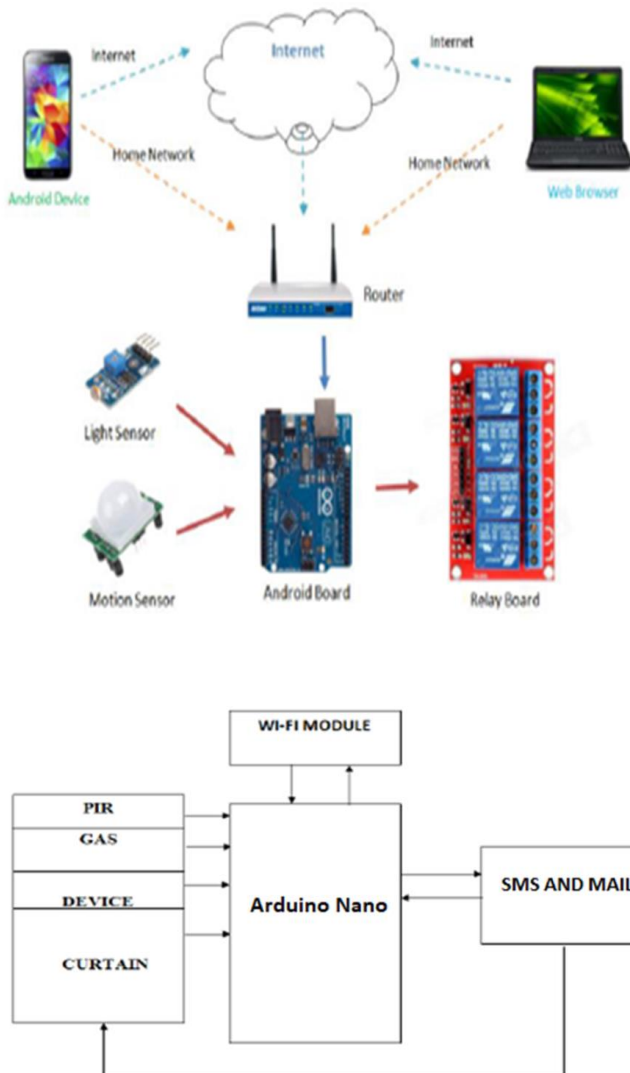 Internet
Internet
Internet
Home Network
Home Network
Android Device
Web Browser
Router
Light Sensor
Motion Sensor
Android Board
Relay Board
WI-FI MODULE
PIR
GAS
DEVICE
CURTAIN
Arduino Nano
SMS AND MAIL